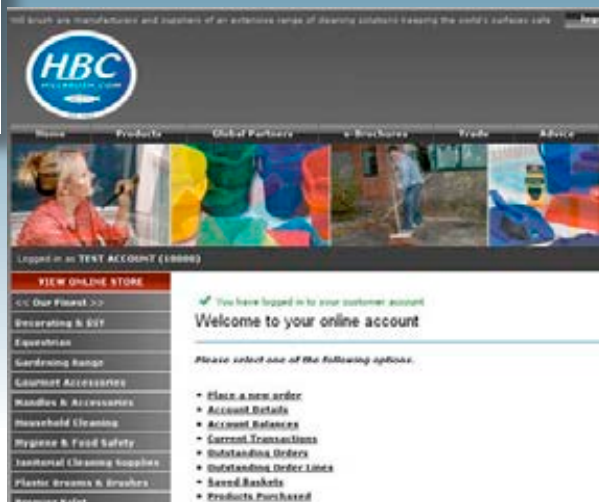 Hill Brush are manufacturers and suppliers of an extensive range of cleaning solutions keeping the world's surfaces safe
HBC
HILLBRUSH.COM
Home Products Global Partners e-Brochures Trade Advice
Logged in as TEST ACCOUNT (10000)
VIEW ONLINE STORE
<< Our Finest >>
Decorating & DIY
Equestrian
Gardening Range
Gourmet Accessories
Handles & Accessories
Household Cleaning
Hygiene & Food Safety
Janitorial Cleaning Supplies
Plastic Brooms & Brushes
You have logged in to your customer account
Welcome to your online account
Please select one of the following options.
• Place a new order
• Account Details
• Account Balances
• Current Transactions
• Outstanding Orders
• Outstanding Order Lines
• Saved Baskets
• Products Purchased